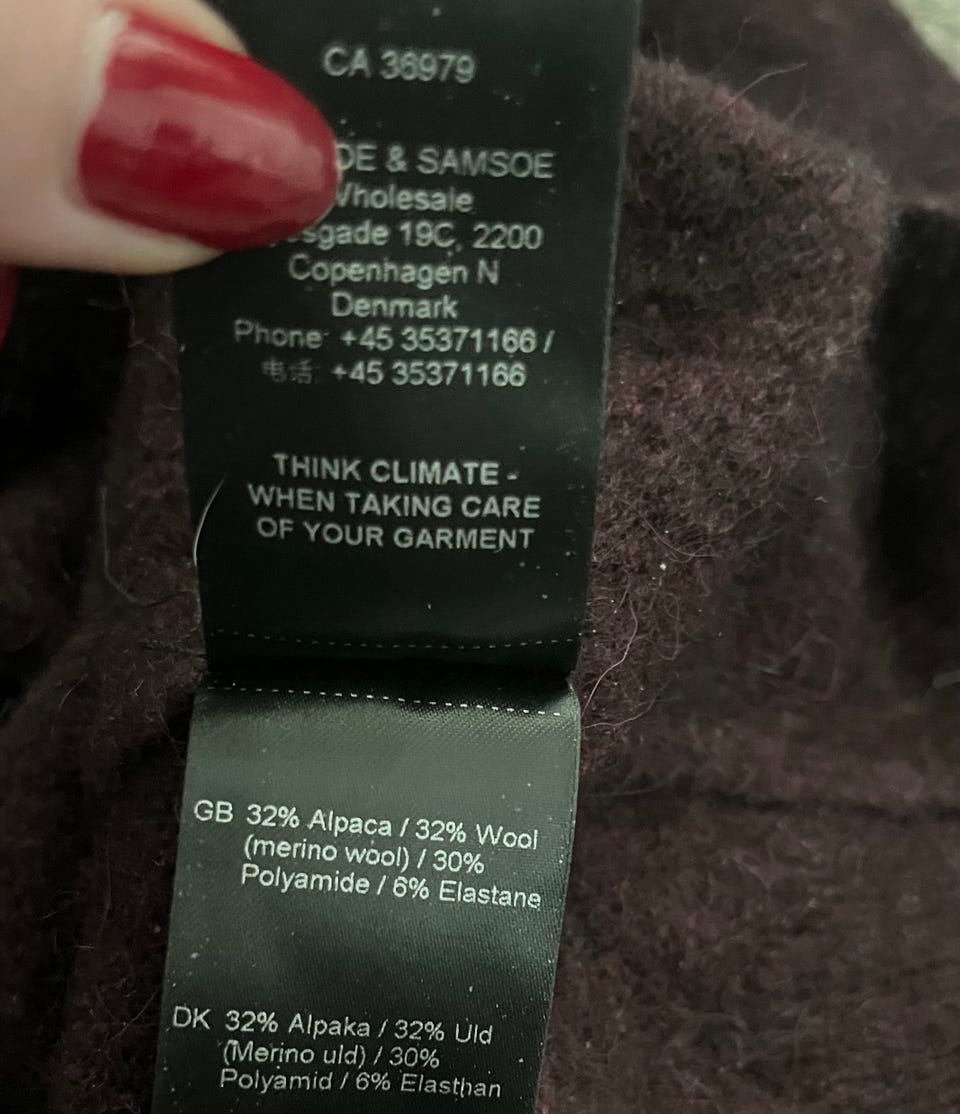 CA 36979
& SAMSOE
Wholesale
19C, 2200
Copenhagen N
Denmark
Phone: +45 35371166 /
电话: +45 35371166
THINK CLIMATE -
WHEN TAKING CARE
OF YOUR GARMENT
GB 32% Alpaca / 32% Wool
(merino wool) / 30%
Polyamide / 6% Elastane
DK 32% Alpaka / 32% Uld
(Merino uld) / 30%
Polyamid / 6% Elasthan